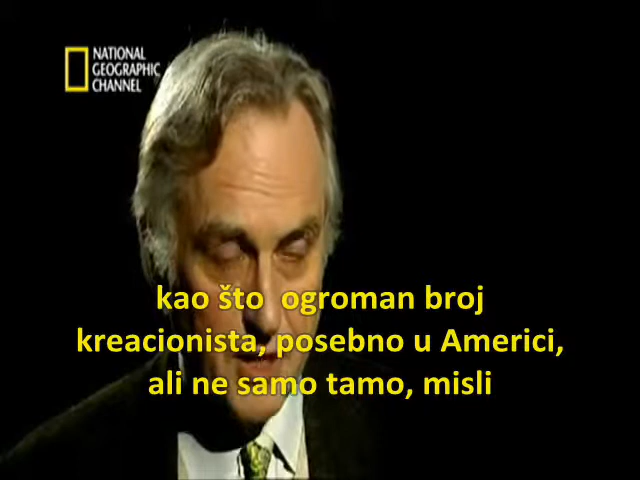 NATIONAL
GEOGRAPHIC
CHANNEL
kao što ogroman broj
kreacionista, posebno u Americi,
ali ne samo tamo, misli